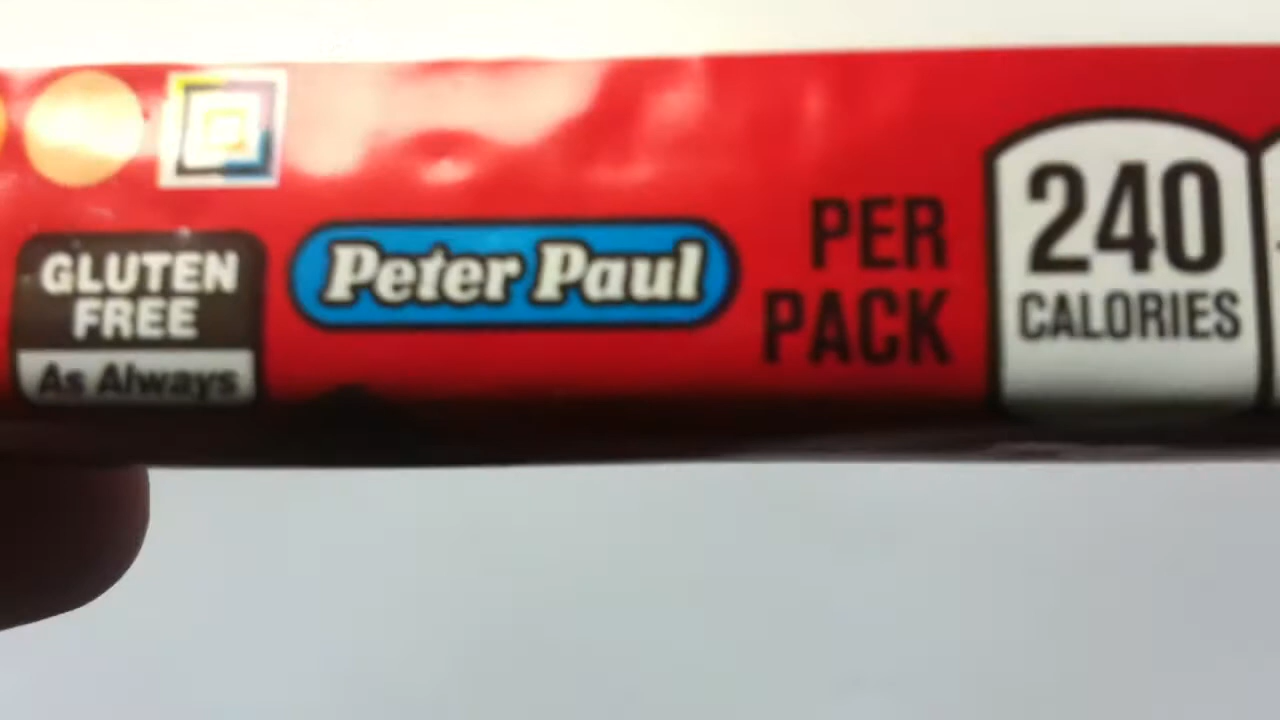 GLUTEN
FREE
As Always
Peter Paul
PER
PACK
240
CALORIES